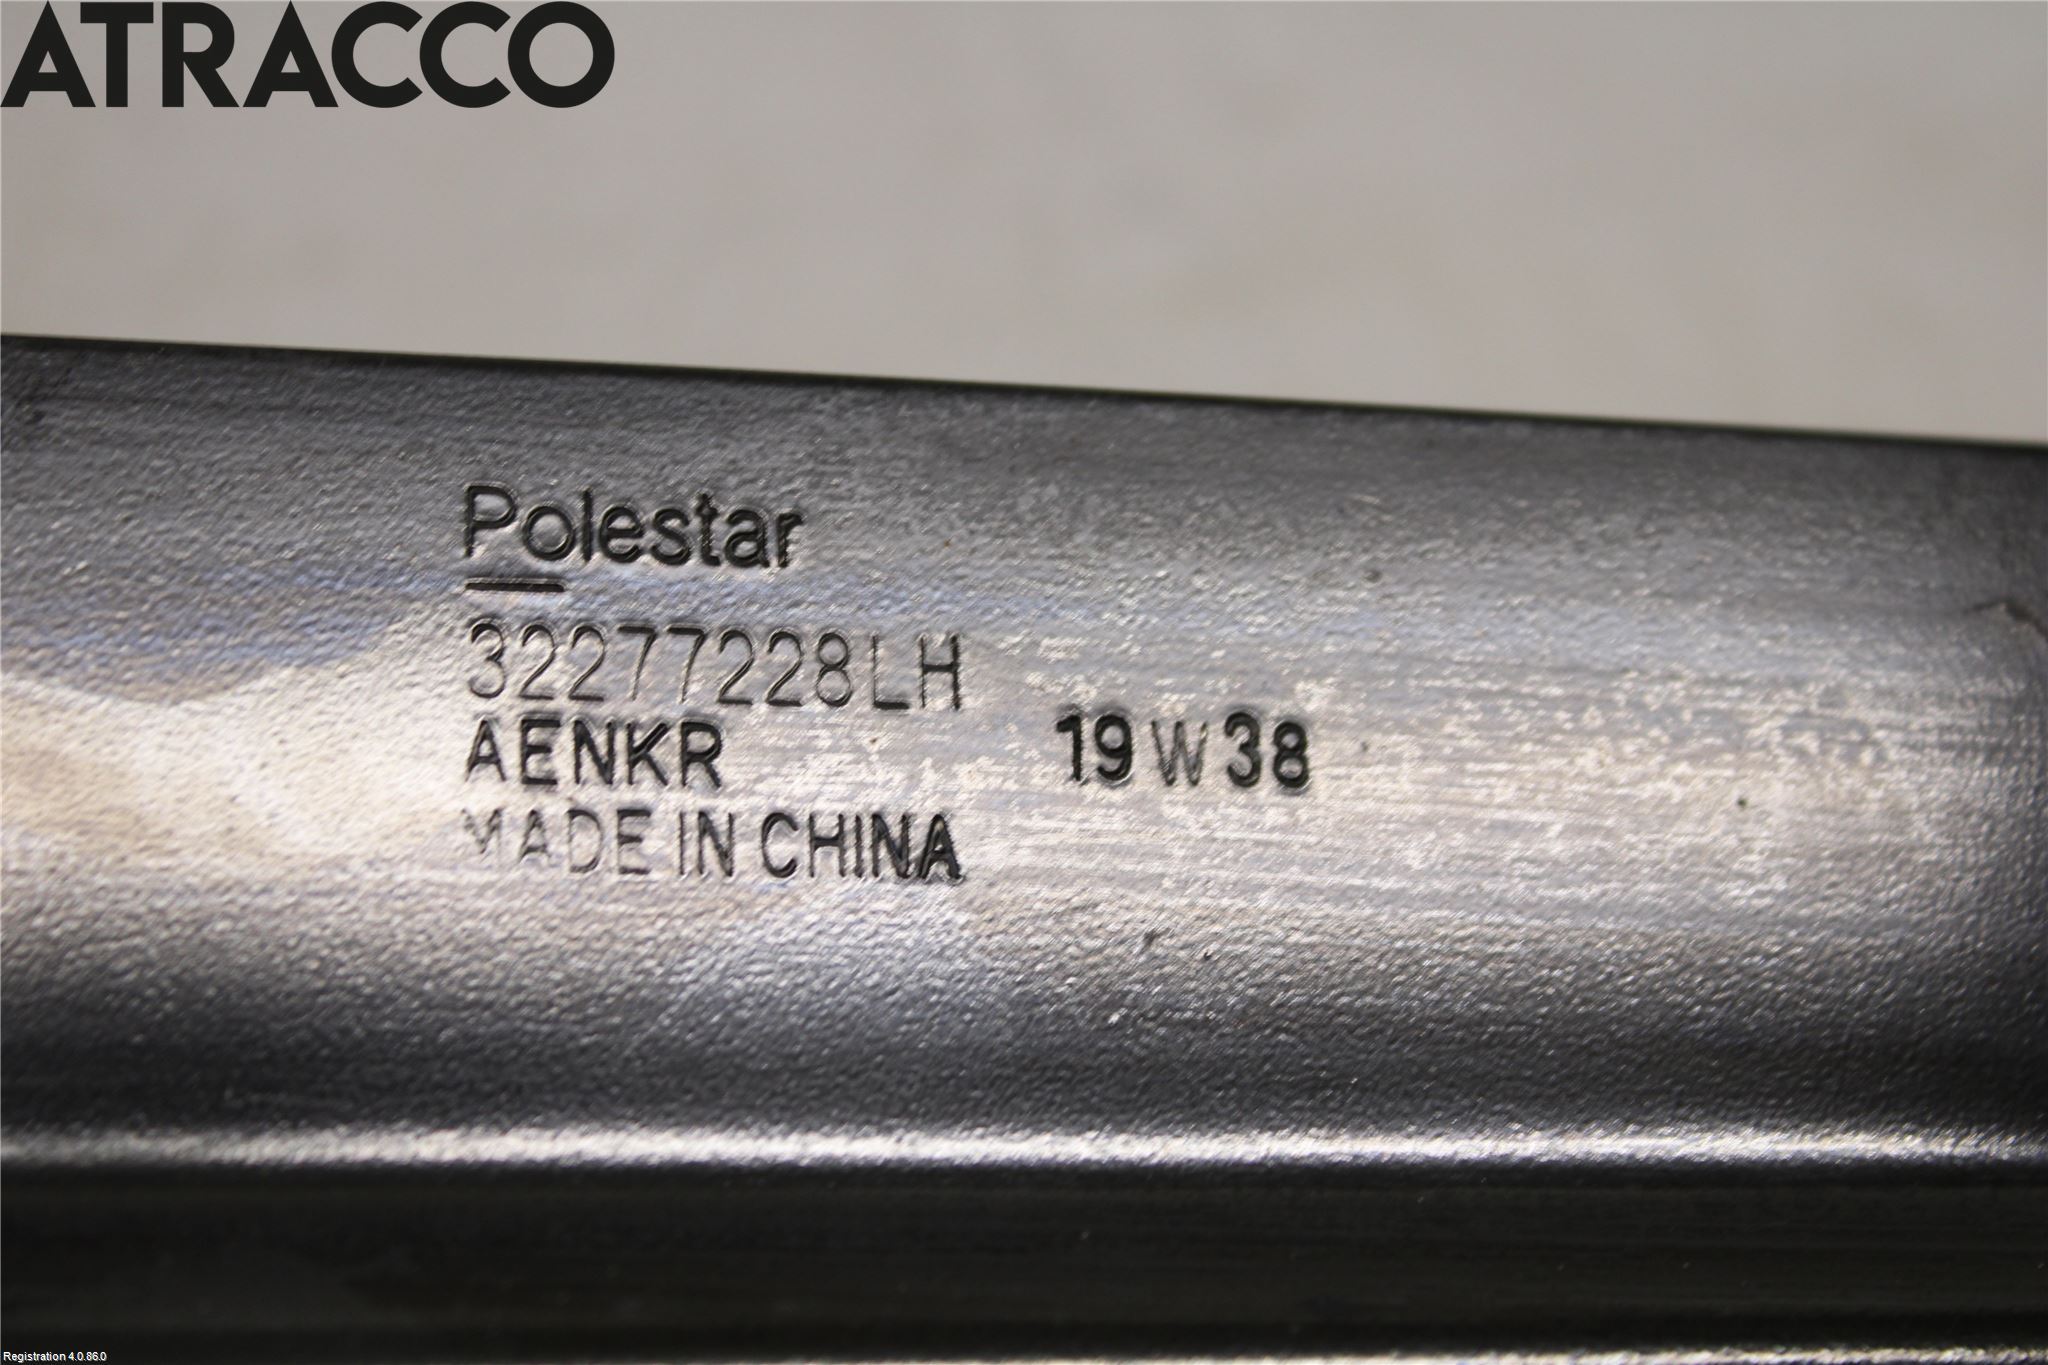 ATRACCO
Polestar
32277228LH
AENKR 19 W 38
MADE IN CHINA
Registration 4.0.86.0